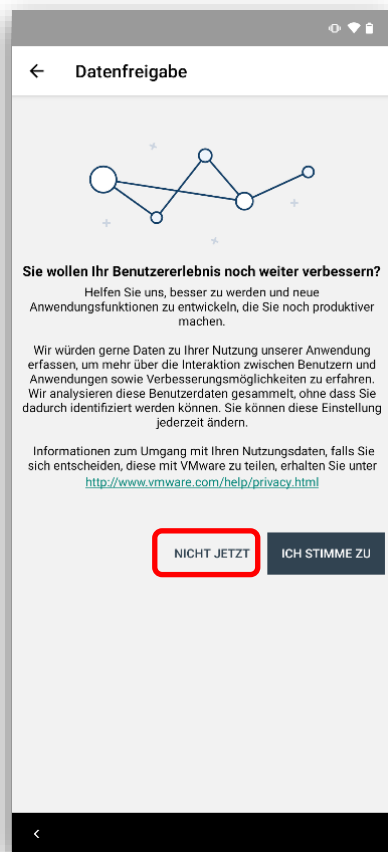 Datenfreigabe
Sie wollen Ihr Benutzererlebnis noch weiter verbessern?
Helfen Sie uns, besser zu werden und neue
Anwendungsfunktionen zu entwickeln, die Sie noch produktiver
machen.
Wir würden gerne Daten zu Ihrer Nutzung unserer Anwendung
erfassen, um mehr über die Interaktion zwischen Benutzern und
Anwendungen sowie Verbesserungsmöglichkeiten zu erfahren.
Wir analysieren diese Benutzerdaten gesammelt, ohne dass Sie
dadurch identifiziert werden können. Sie können diese Einstellung
jederzeit ändern.
Informationen zum Umgang mit Ihren Nutzungsdaten, falls Sie
sich entscheiden, diese mit VMware zu teilen, erhalten Sie unter
http://www.vmware.com/help/privacy.html
NICHT JETZT ICH STIMME ZU